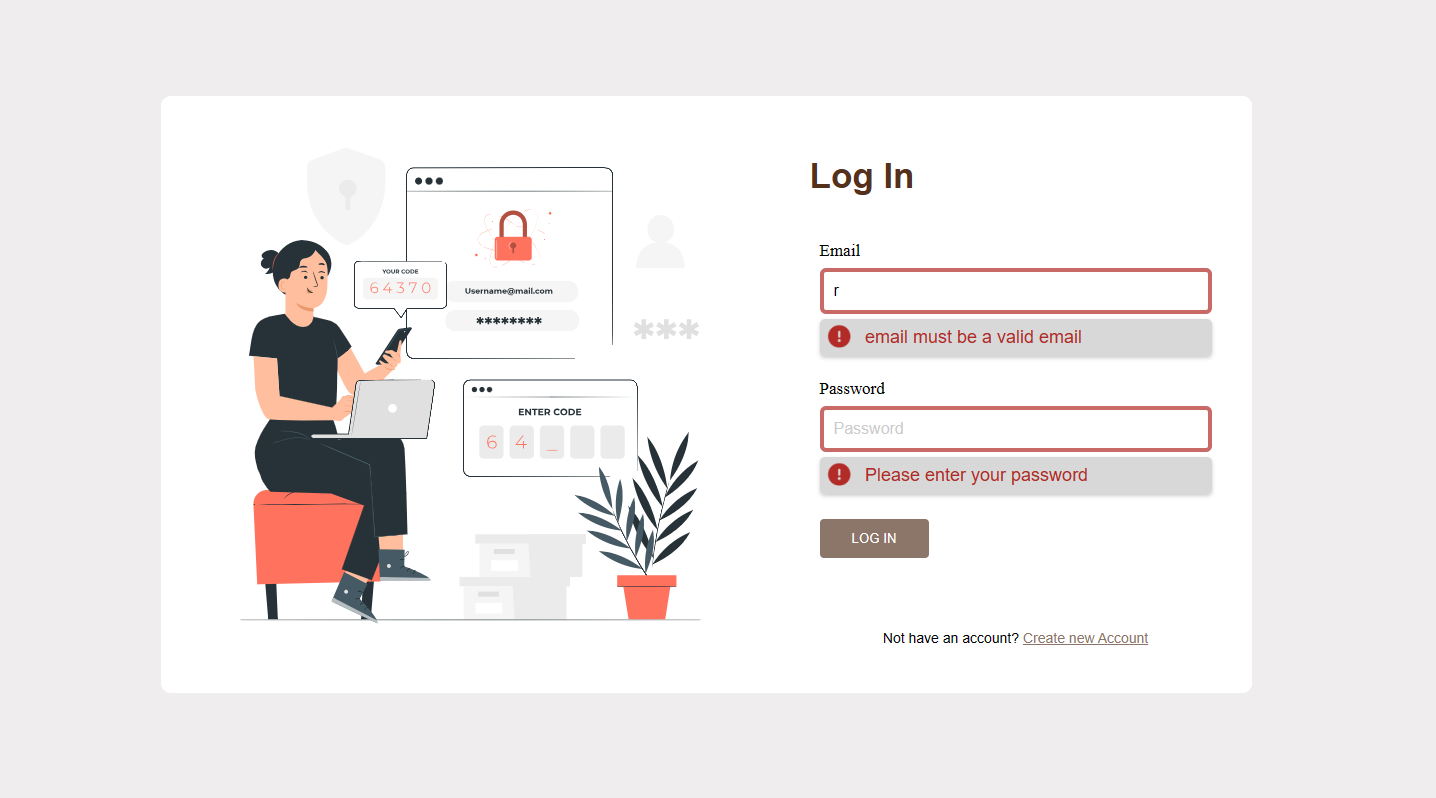 Log In
YOUR CODE
64370
Username@mail.com
********
***
ENTER CODE
6 4 _
Email
r
email must be a valid email
Password
Password
Please enter your password
LOG IN
Not have an account? Create new Account